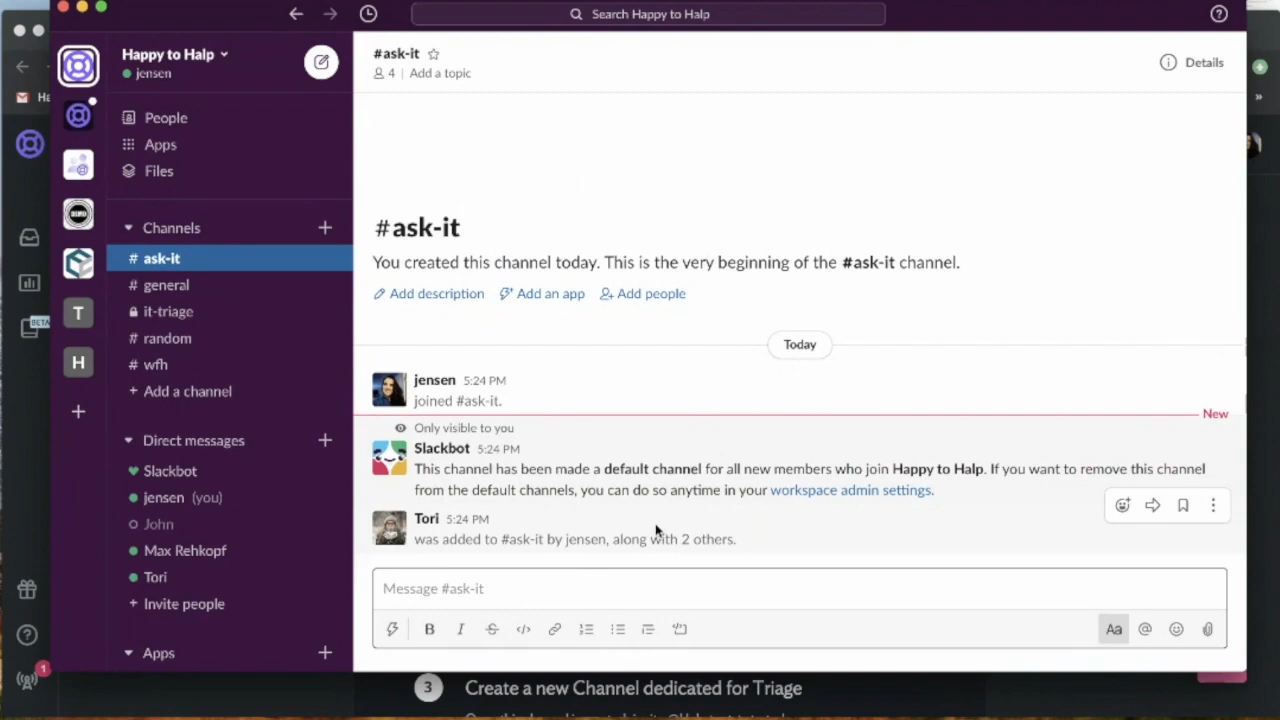 Search Happy to Help
Happy to Halp
jensen
#ask-it
4 | Add a topic
Details
Ha
BETA
T
H
1
People
Apps
Files
Channels
# ask-it
# general
it-triage
# random
# wfh
+ Add a channel
Direct messages
Slackbot
jensen (you)
John
Max Rehkopf
Tori
+ Invite people
Apps
#ask-it
You created this channel today. This is the very beginning of the #ask-it channel.
Add description
Add an app
Add people
Today
jensen 5:24 PM
joined #ask-it.
New
Only visible to you
Slackbot 5:24 PM
This channel has been made a default channel for all new members who join Happy to Halp. If you want to remove this channel
from the default channels, you can do so anytime in your workspace admin settings.
Tori 5:24 PM
was added to #ask-it by jensen, along with 2 others.
Message #ask-it
B I S </> Aa @
3 Create a new Channel dedicated for Triage